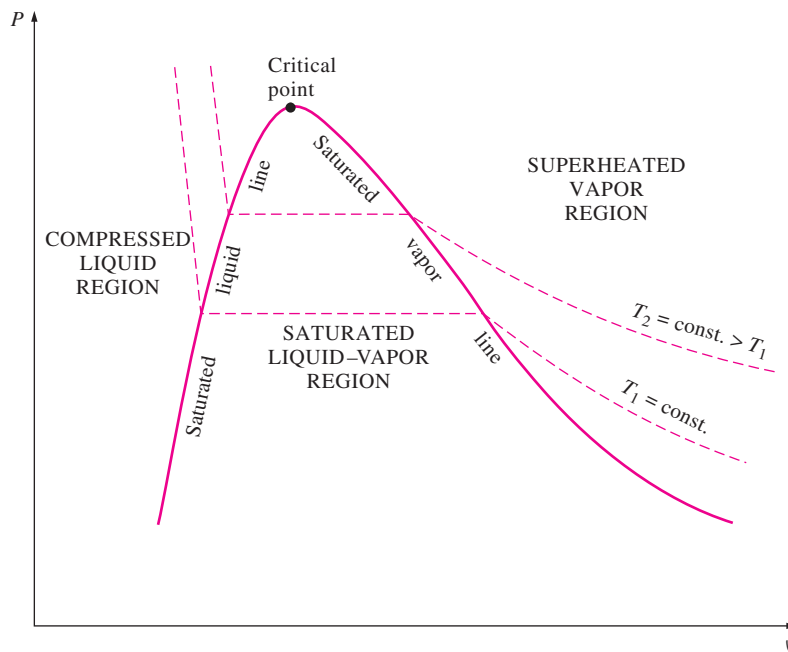 P
Critical
point
Saturated
line
SUPERHEATED
VAPOR
REGION
COMPRESSED
LIQUID
REGION
vapor
liquid
T2 = const. > T1
SATURATED
LIQUID–VAPOR
REGION
line
Saturated
T1 = const.